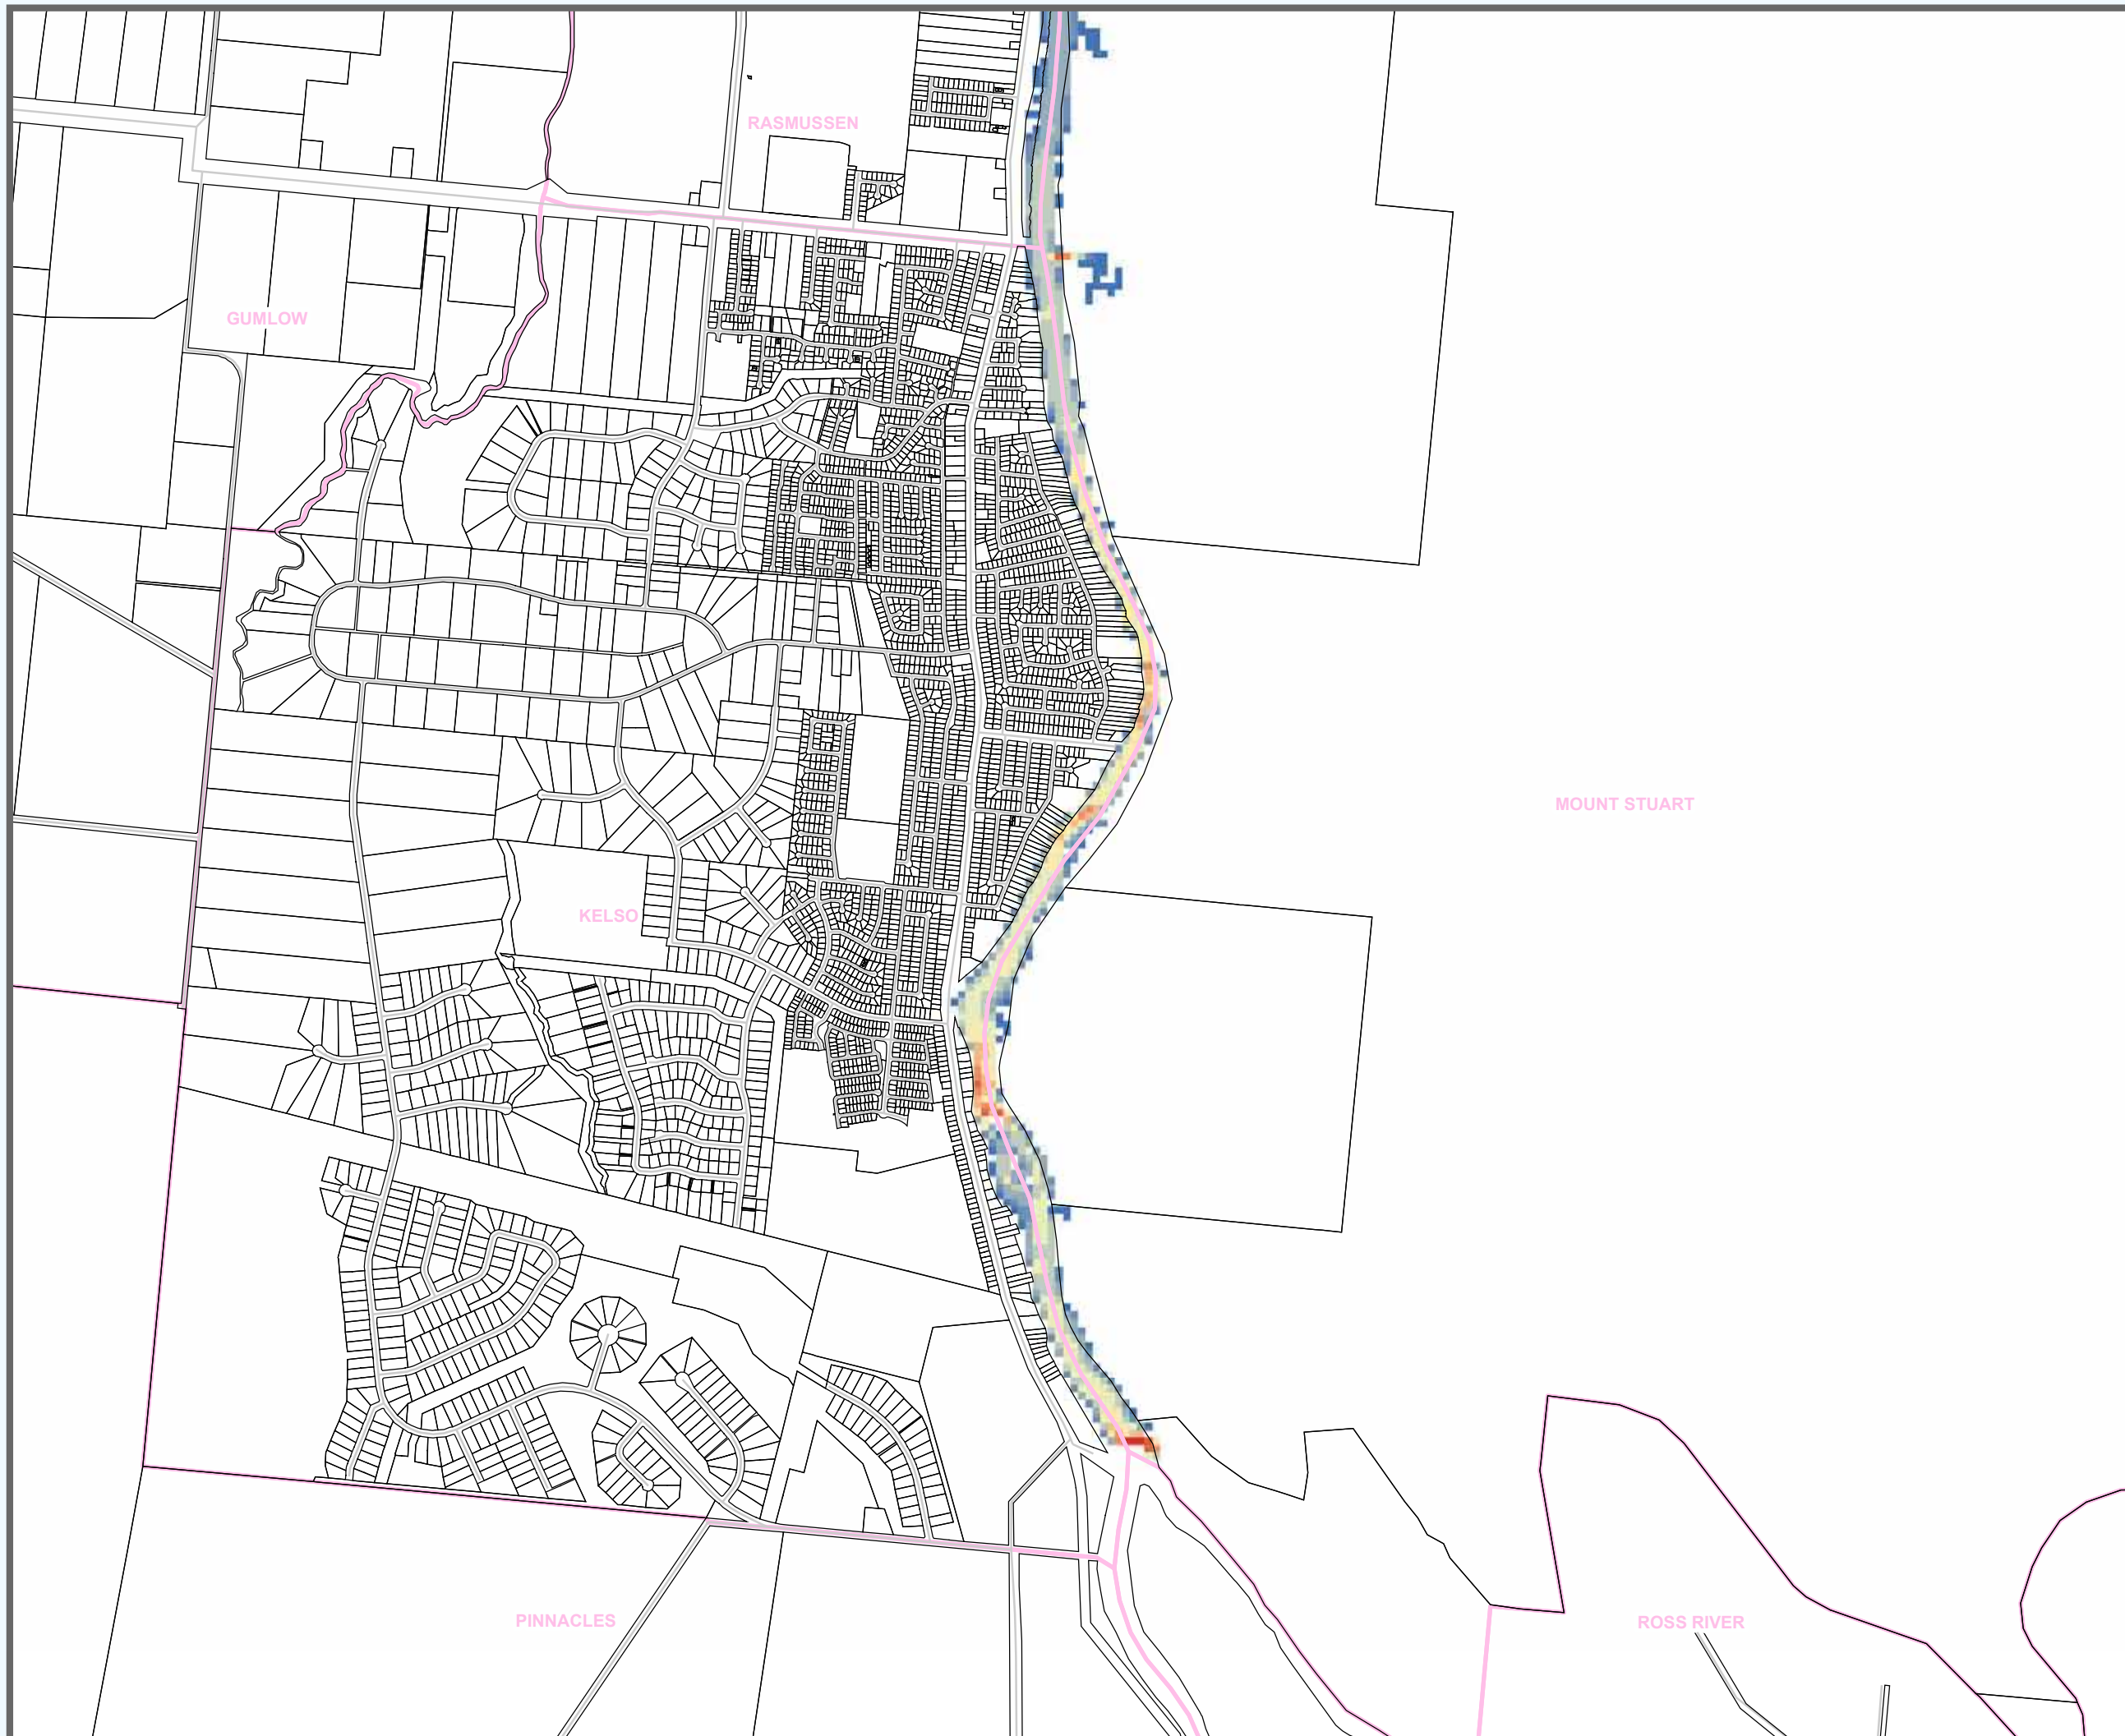 RASMUSSEN
GUMLOW
MOUNT STUART
KELSO
PINNACLES
ROSS RIVER